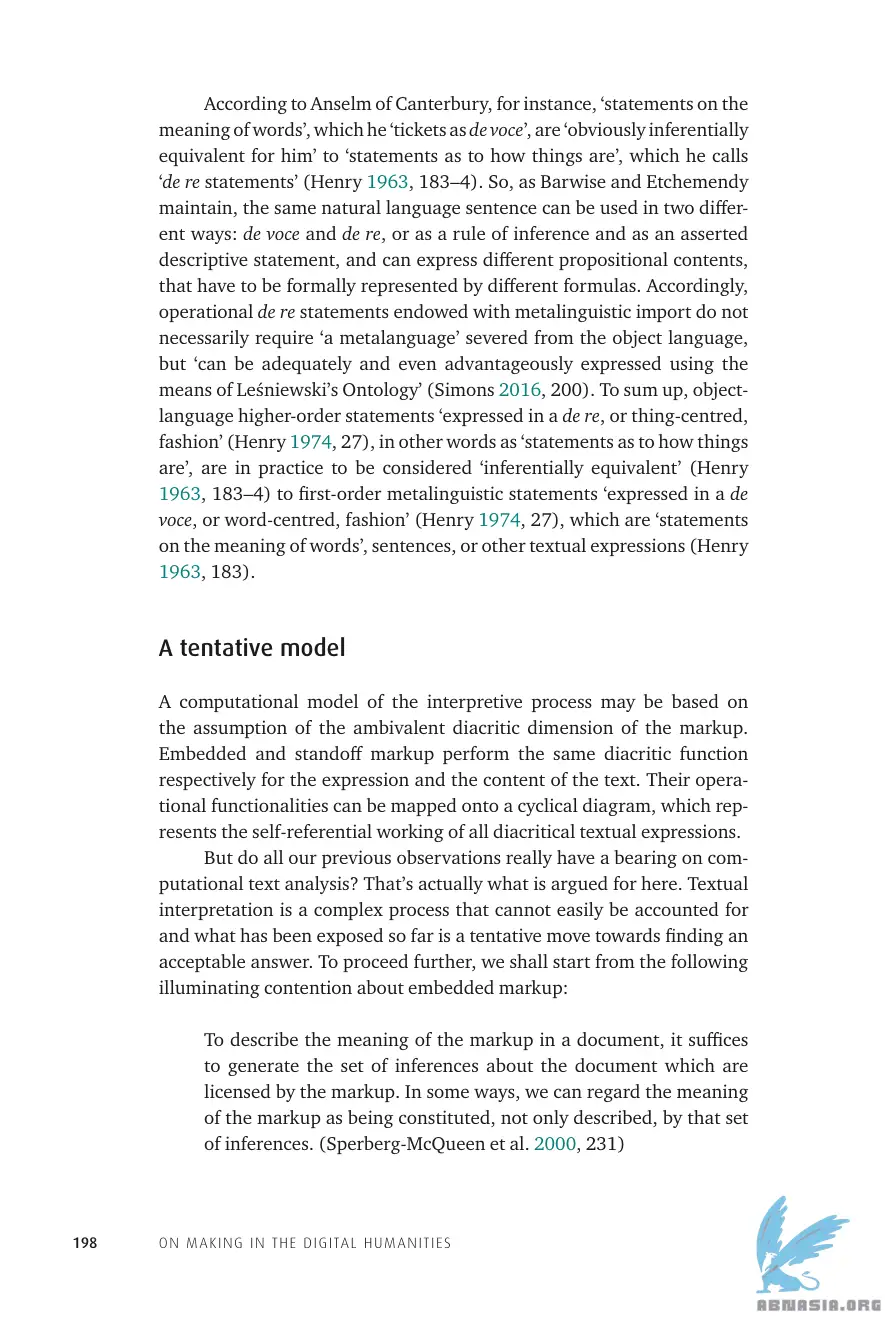 According to Anselm of Canterbury, for instance, ‘statements on the
meaning of words’, which he ‘tickets as de voce’, are ‘obviously inferentially
equivalent for him’ to ‘statements as to how things are’, which he calls
‘de re statements’ (Henry 1963, 183–4). So, as Barwise and Etchemendy
maintain, the same natural language sentence can be used in two differ-
ent ways: de voce and de re, or as a rule of inference and as an asserted
descriptive statement, and can express different propositional contents,
that have to be formally represented by different formulas. Accordingly,
operational de re statements endowed with metalinguistic import do not
necessarily require ‘a metalanguage’ severed from the object language,
but ‘can be adequately and even advantageously expressed using the
means of Leśniewski’s Ontology’ (Simons 2016, 200). To sum up, object-
language higher-order statements ‘expressed in a de re, or thing-centred,
fashion’ (Henry 1974, 27), in other words as ‘statements as to how things
are’, are in practice to be considered ‘inferentially equivalent’ (Henry
1963, 183–4) to first-order metalinguistic statements ‘expressed in a de
voce, or word-centred, fashion’ (Henry 1974, 27), which are ‘statements
on the meaning of words’, sentences, or other textual expressions (Henry
1963, 183).
A tentative model
A computational model of the interpretive process may be based on
the assumption of the ambivalent diacritic dimension of the markup.
Embedded and standoff markup perform the same diacritic function
respectively for the expression and the content of the text. Their opera-
tional functionalities can be mapped onto a cyclical diagram, which rep-
resents the self-referential working of all diacritical textual expressions.
But do all our previous observations really have a bearing on com-
putational text analysis? That’s actually what is argued for here. Textual
interpretation is a complex process that cannot easily be accounted for
and what has been exposed so far is a tentative move towards finding an
acceptable answer. To proceed further, we shall start from the following
illuminating contention about embedded markup:
To describe the meaning of the markup in a document, it suffices
to generate the set of inferences about the document which are
licensed by the markup. In some ways, we can regard the meaning
of the markup as being constituted, not only described, by that set
of inferences. (Sperberg-McQueen et al. 2000, 231)
198 ON MAKING IN THE DIGITAL HUMANITIES
ABNASIA.ORG